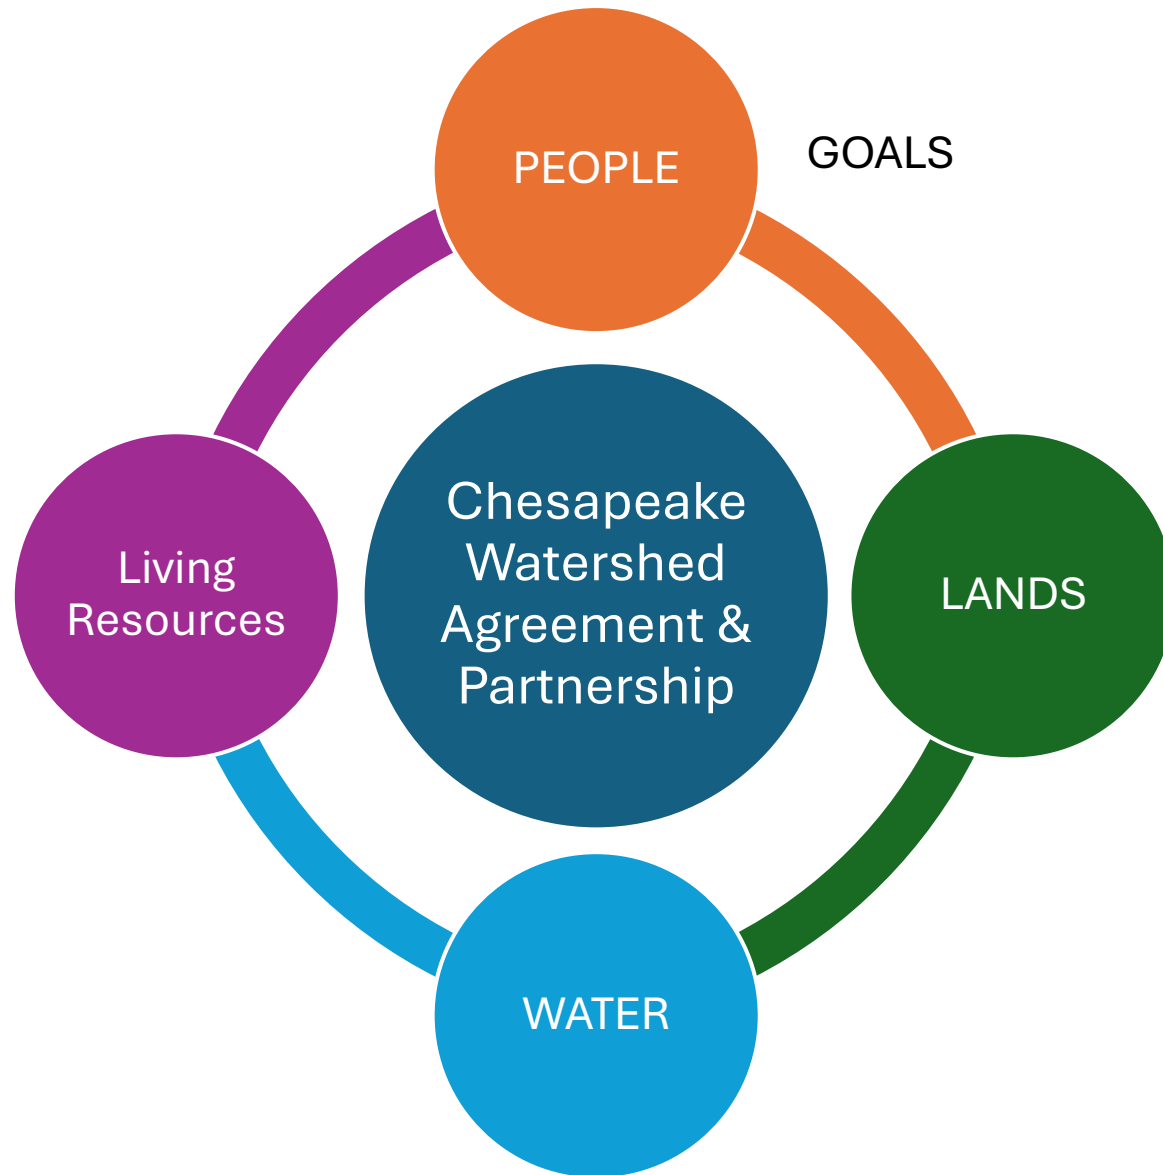 PEOPLE
GOALS
Chesapeake
Watershed
Agreement &
Partnership
Living
Resources
LANDS
WATER